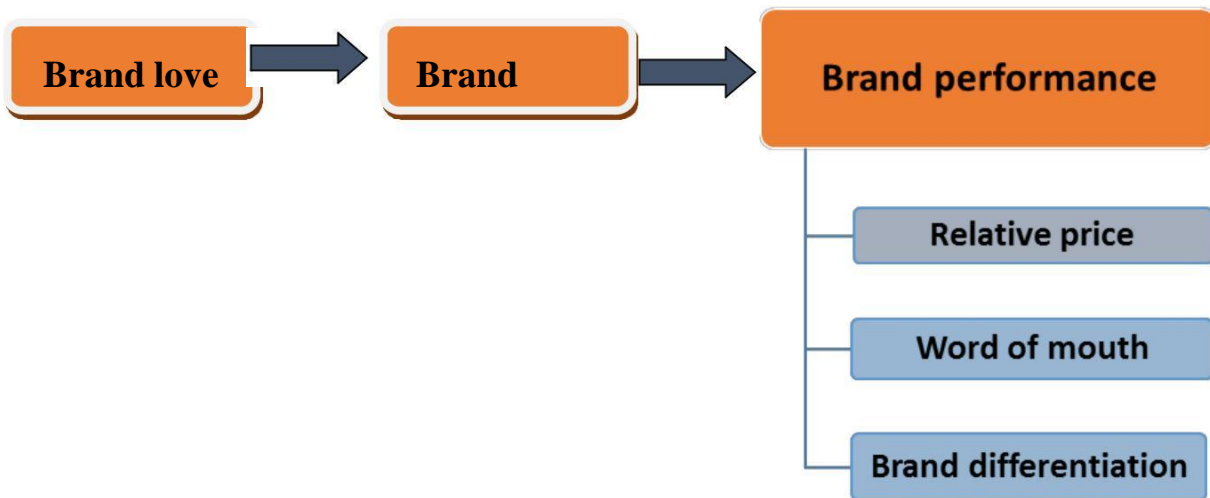 Brand love
Brand
Brand performance
Relative price
Word of mouth
Brand differentiation